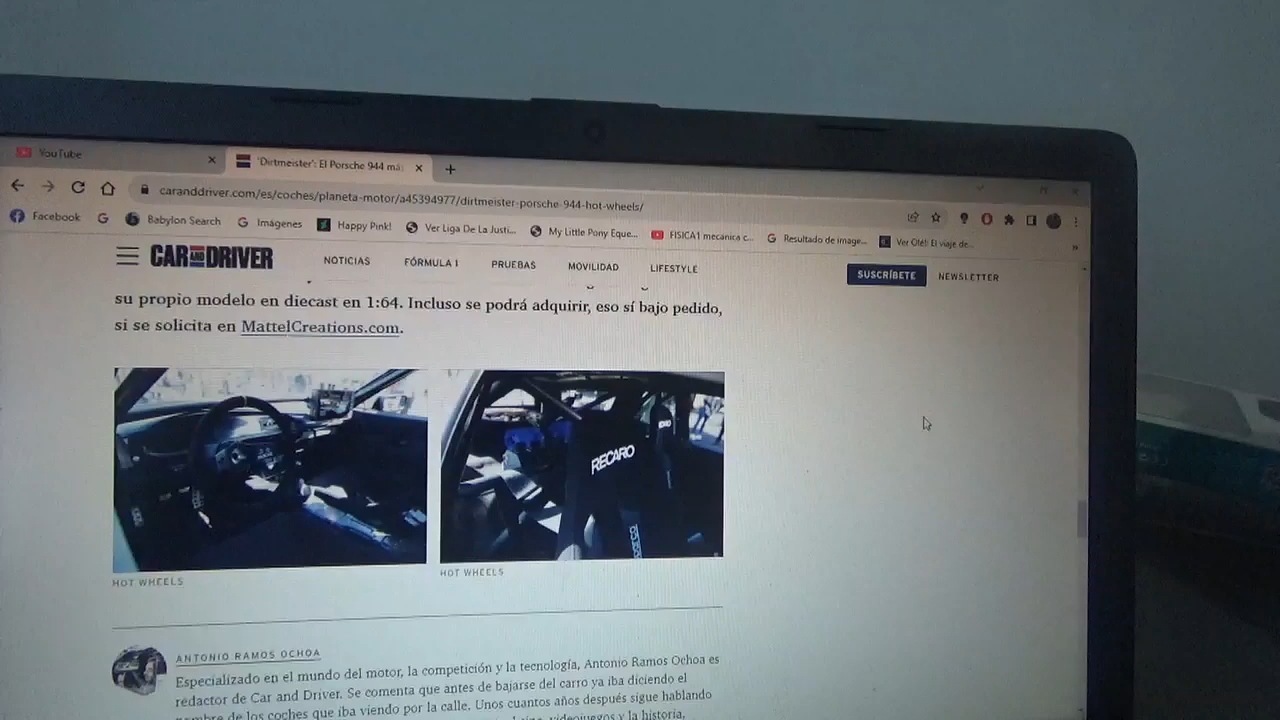 YouTube
'Dirtmeister': El Porsche 944 má
caranddriver.com/es/coches/planeta-motor/a45394977/dirtmeister-porsche-944-hot-wheels/
Facebook
Babylon Search
Imágenes
Happy Pink!
Ver Liga De La Justi...
My Little Pony Eque...
FISICA1 mecanica c...
Resultado de image...
Ver Olé!: El viaje de...
CAR AND DRIVER
NOTICIAS
FÓRMULA 1
PRUEBAS
MOVILIDAD
LIFESTYLE
SUSCRÍBETE
NEWSLETTER
su propio modelo en diecast en 1:64. Incluso se podrá adquirir, eso sí bajo pedido,
si se solicita en MattelCreations.com.
RECARO
HOT WHEELS
HOT WHEELS
ANTONIO RAMOS OCHOA
Especializado en el mundo del motor, la competición y la tecnología, Antonio Ramos Ochoa es
redactor de Car and Driver. Se comenta que antes de bajarse del carro ya iba diciendo el
nombre de los coches que iba viendo por la calle. Unos cuantos años después sigue hablando
videojuegos y la historia,